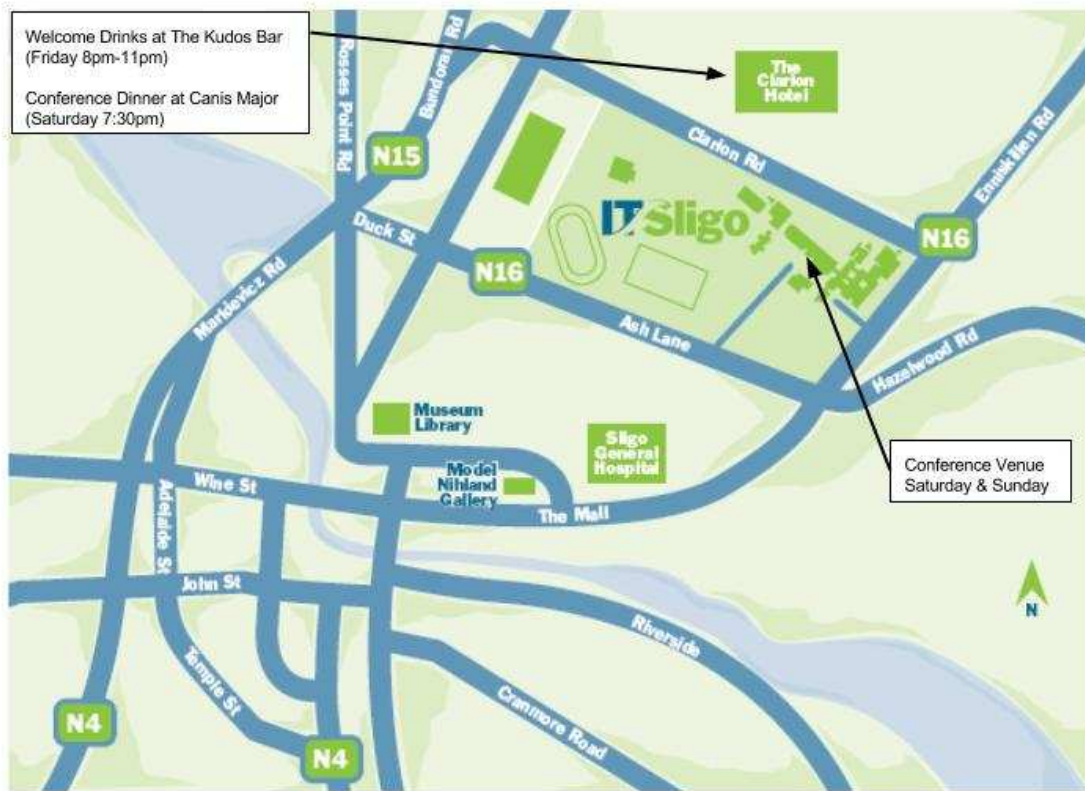 Welcome Drinks at The Kudos Bar
(Friday 8pm-11pm)
Conference Dinner at Canis Major
(Saturday 7:30pm)
Rosses Point Rd
Bundoran Rd
The
Clarion
Hotel
Clarion Rd
Enniskillen Rd
N15
Duck St
IT Sligo
N16
N16
Markievicz Rd
Ash Lane
Hazelwood Rd
Museum
Library
Sligo
General
Hospital
Conference Venue
Saturday & Sunday
Model
Nihland
Gallery
Wine St
The Mall
Adelaide St
John St
N
Riverside
Temple St
Cranmore Road
N4
N4